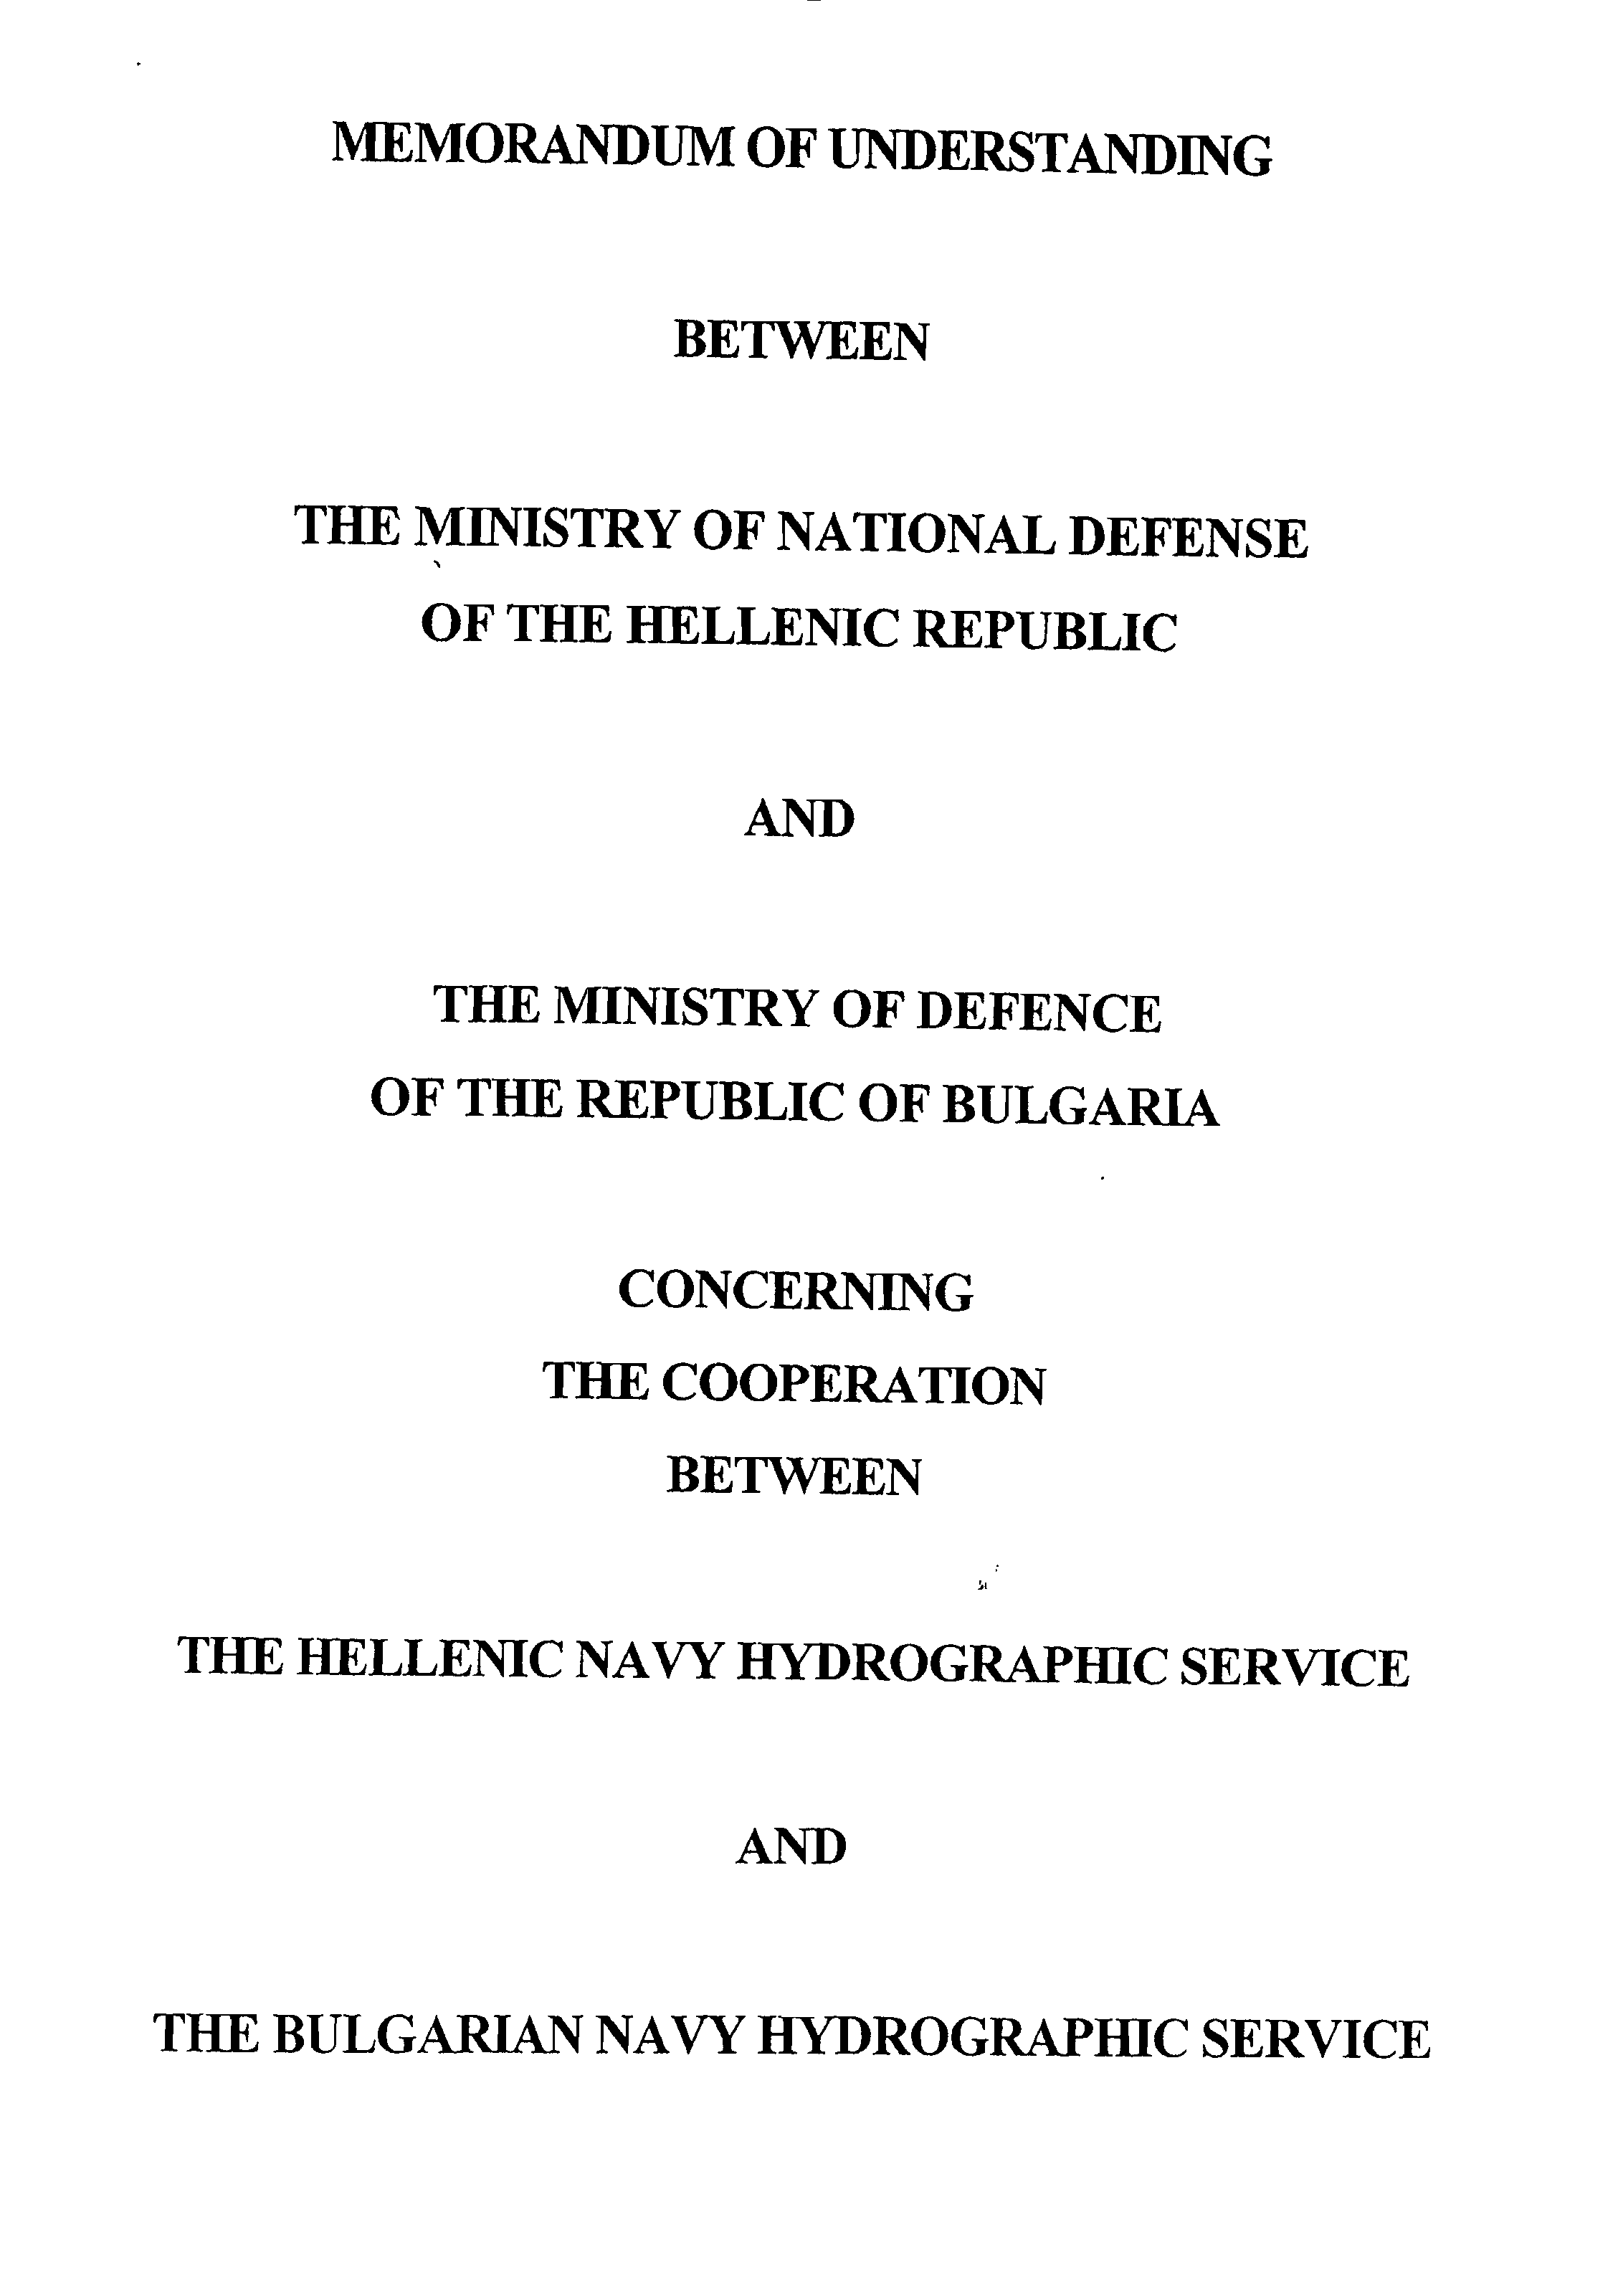 MEMORANDUM OF UNDERSTANDING
BETWEEN
THE MINISTRY OF NATIONAL DEFENSE
OF THE HELLENIC REPUBLIC
AND
THE MINISTRY OF DEFENCE
OF THE REPUBLIC OF BULGARIA
CONCERNING
THE COOPERATION
BETWEEN
THE HELLENIC NAVY HYDROGRAPHIC SERVICE
AND
THE BULGARIAN NAVY HYDROGRAPHIC SERVICE